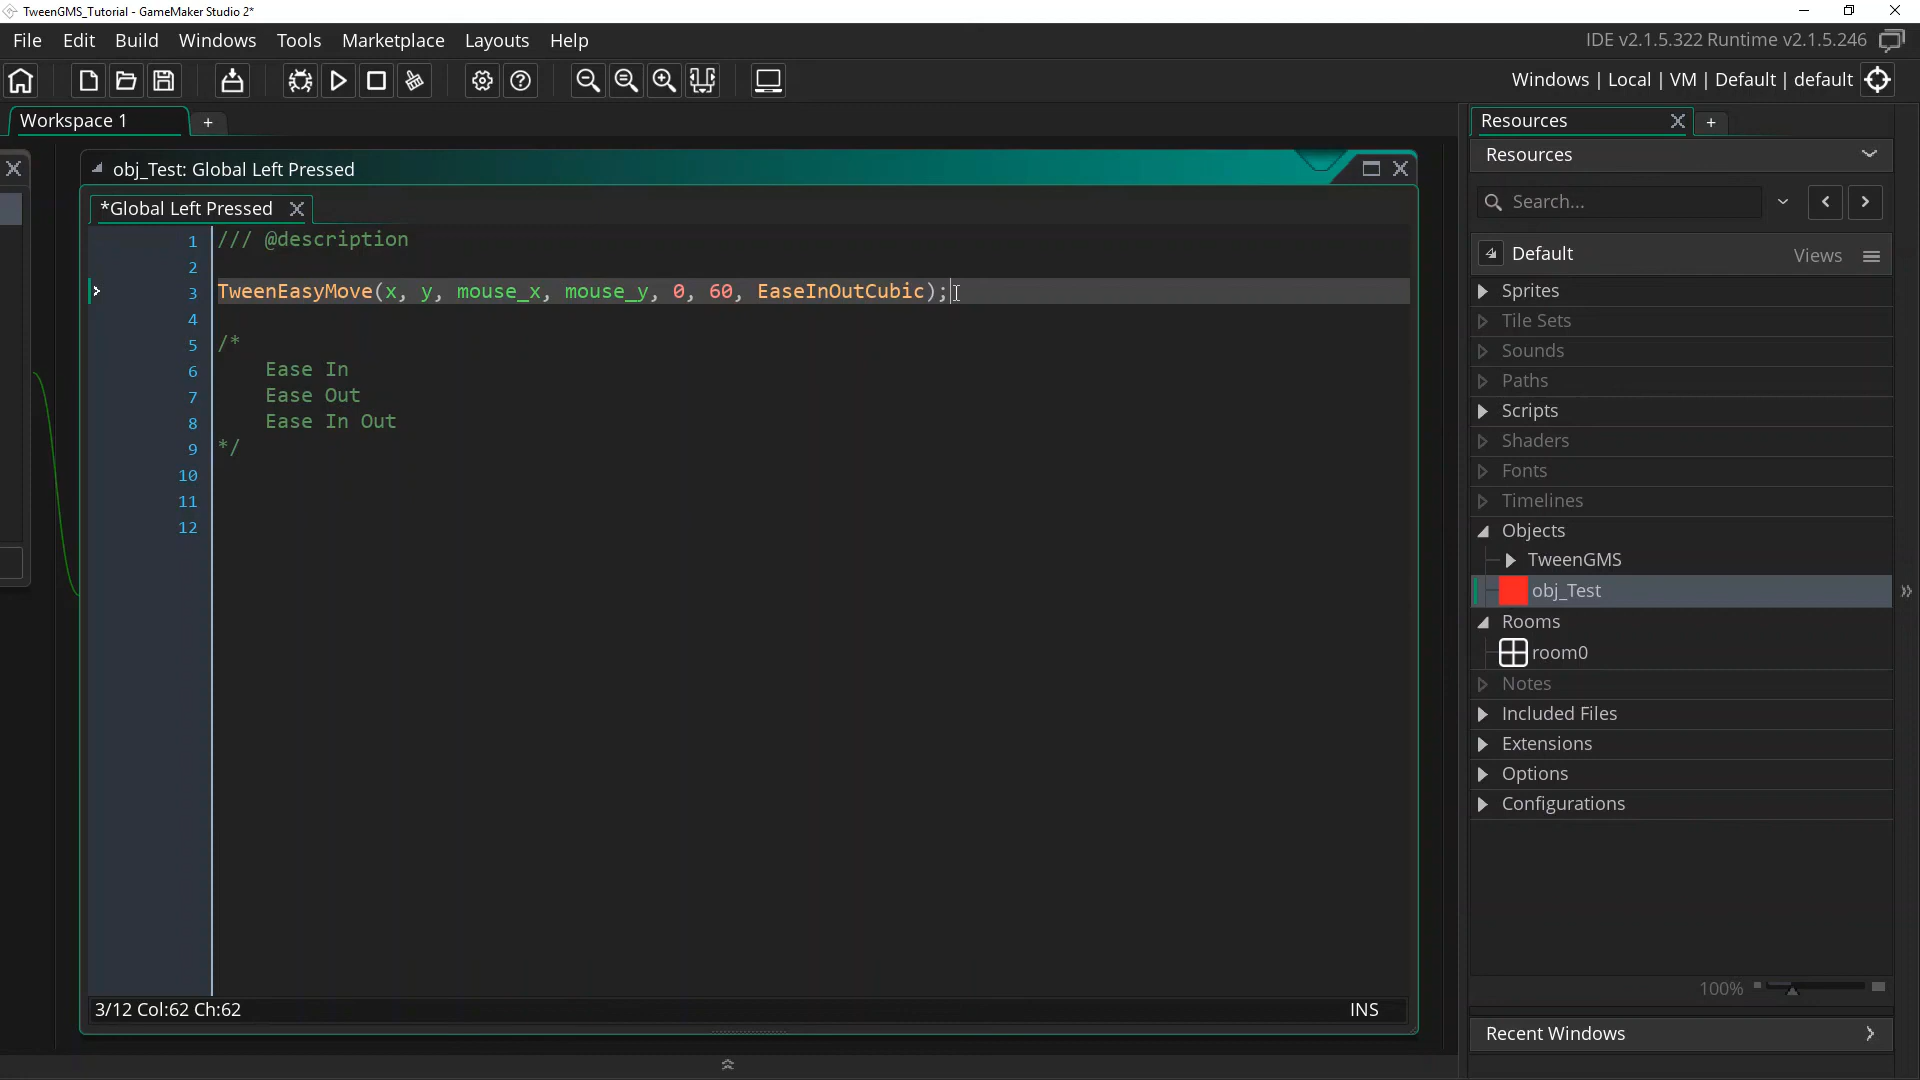 TweenGMS_Tutorial - GameMaker Studio 2*
File Edit Build Windows Tools Marketplace Layouts Help
IDE v2.1.5.322 Runtime v2.1.5.246
Windows | Local | VM | Default | default
Workspace 1
+
obj_Test: Global Left Pressed
*Global Left Pressed
1 /// @description
2
3 TweenEasyMove(x, y, mouse_x, mouse_y, 0, 60, EaseInOutCubic);
4
5 /*
6 Ease In
7 Ease Out
8 Ease In Out
9 */
10
11
12
3/12 Col:62 Ch:62
INS
Resources
+
Resources
Search...
Default
Views
Sprites
Tile Sets
Sounds
Paths
Scripts
Shaders
Fonts
Timelines
Objects
TweenGMS
obj_Test
Rooms
room0
Notes
Included Files
Extensions
Options
Configurations
100%
Recent Windows